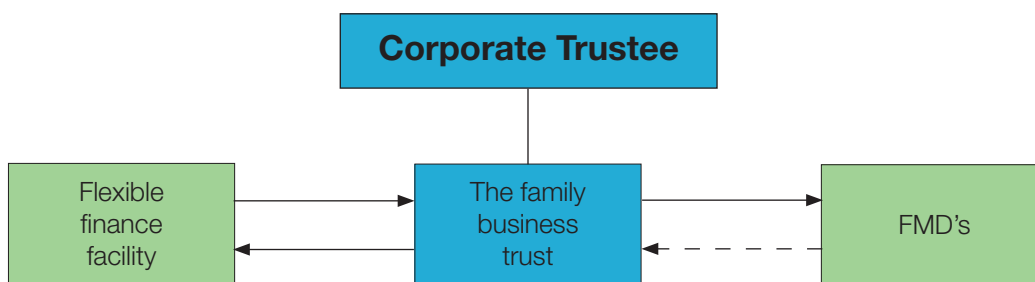 Corporate Trustee
Flexible
finance
facility
The family
business
trust
FMD's